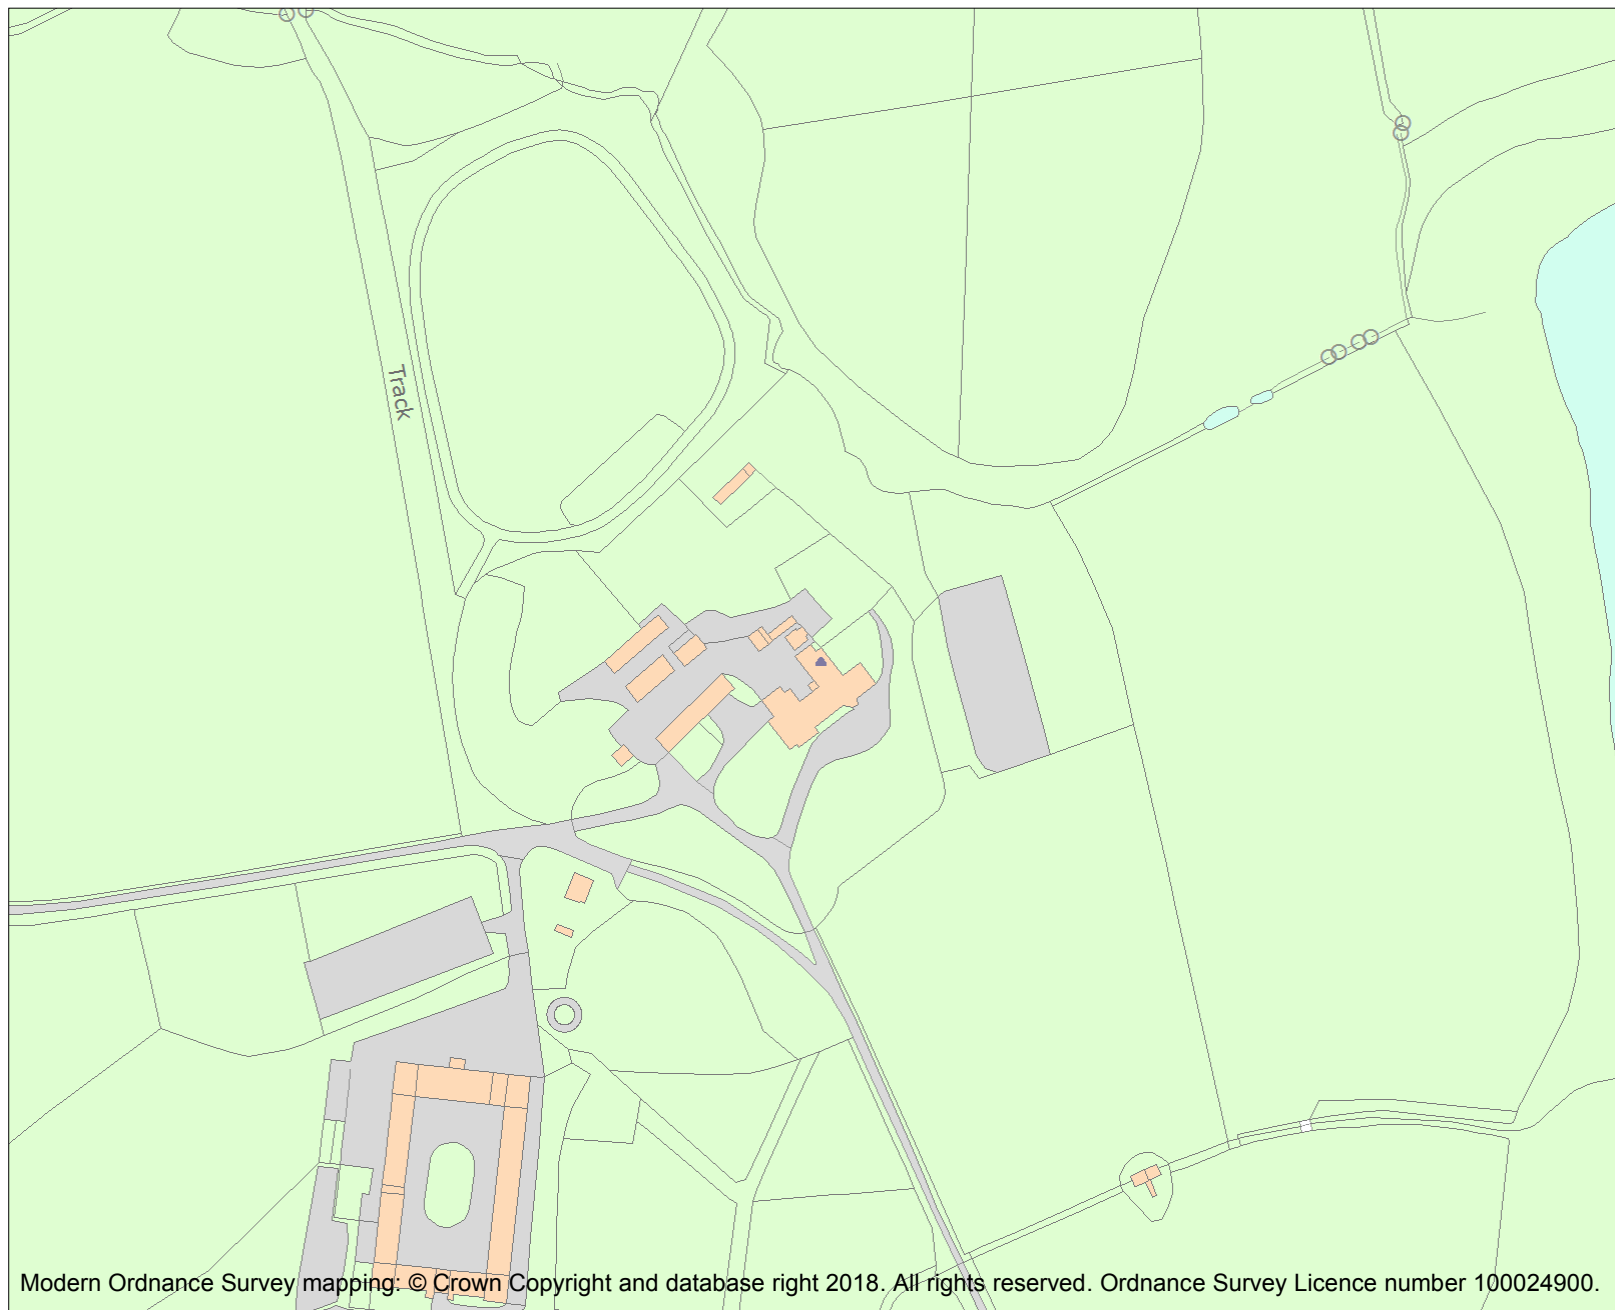 Track
Modern Ordnance Survey mapping: © Crown Copyright and database right 2018. All rights reserved. Ordnance Survey Licence number 100024900.